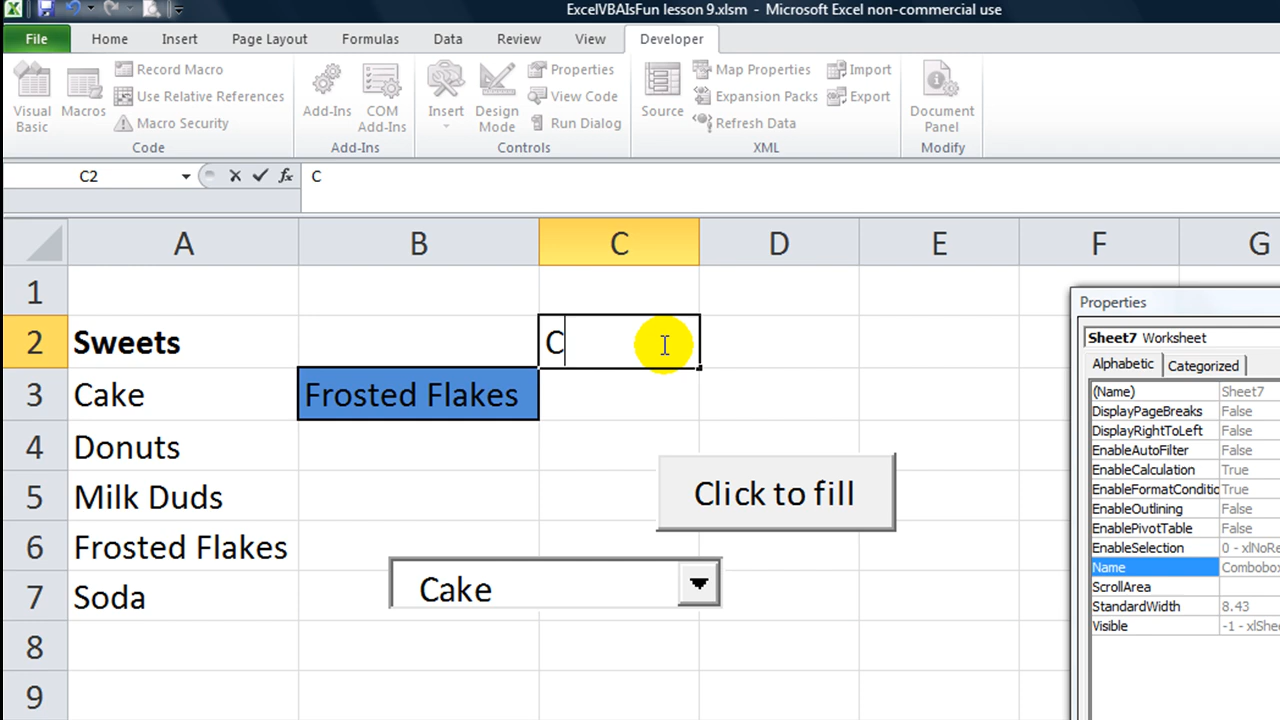 ExcelVBAIsFun lesson 9.xlsm - Microsoft Excel non-commercial use
File Home Insert Page Layout Formulas Data Review View Developer
Visual Basic
Macros
Record Macro
Use Relative References
Macro Security
Code
Add-Ins
COM Add-Ins
Add-Ins
Insert
Design Mode
Properties
View Code
Run Dialog
Controls
Source
Map Properties
Expansion Packs
Refresh Data
Import
Export
XML
Document Panel
Modify
C2 fx C
A B C D E F G
1
2 Sweets C
3 Cake Frosted Flakes
4 Donuts
5 Milk Duds
6 Frosted Flakes
7 Soda
8
9
Click to fill
Cake
Properties
Sheet7 Worksheet
Alphabetic Categorized
(Name) Sheet7
DisplayPageBreaks False
DisplayRightToLeft False
EnableAutoFilter False
EnableCalculation True
EnableFormatConditio True
EnableOutlining False
EnablePivotTable False
EnableSelection 0 - xlNoRe
Name Combobox
ScrollArea
StandardWidth 8.43
Visible -1 - xlShe